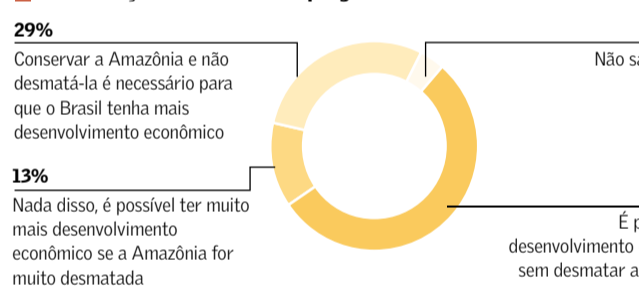 29%
Conservar a Amazônia e não
desmatá-la é necessário para
que o Brasil tenha mais
desenvolvimento econômico
13%
Nada disso, é possível ter muito
mais desenvolvimento
econômico se a Amazônia for
muito desmatada
Não
É
desenvolvimento
sem desmatar a